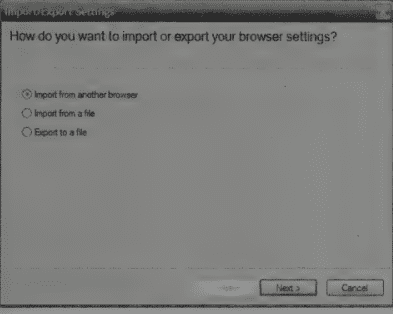 Import/Export Settings
How do you want to import or export your browser settings?
Import from another browser
Import from a file
Export to a file
Next >
Cancel